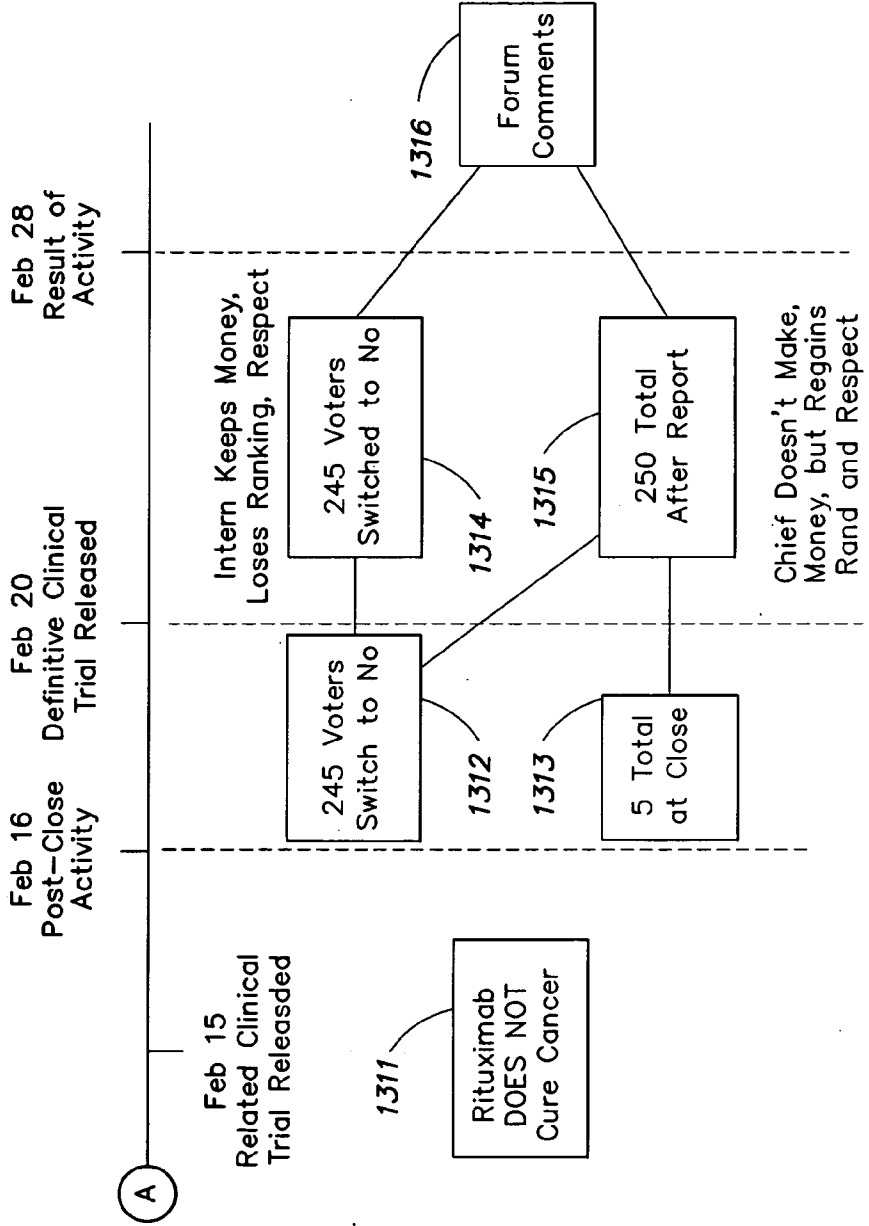 A
Feb 15
Related Clinical
Trial Releasded
1311
Rituximab
DOES NOT
Cure Cancer
Feb 16
Post-Close
Activity
245 Voters
Switch to No
1312
1313
5 Total
at Close
Feb 20
Definitive Clinical
Trial Released
Intern Keeps Money,
Loses Ranking, Respect
245 Voters
Switched to No
1314
1315
250 Total
After Report
Chief Doesn't Make,
Money, but Regains
Rand and Respect
Feb 28
Result of
Activity
1316
Forum
Comments